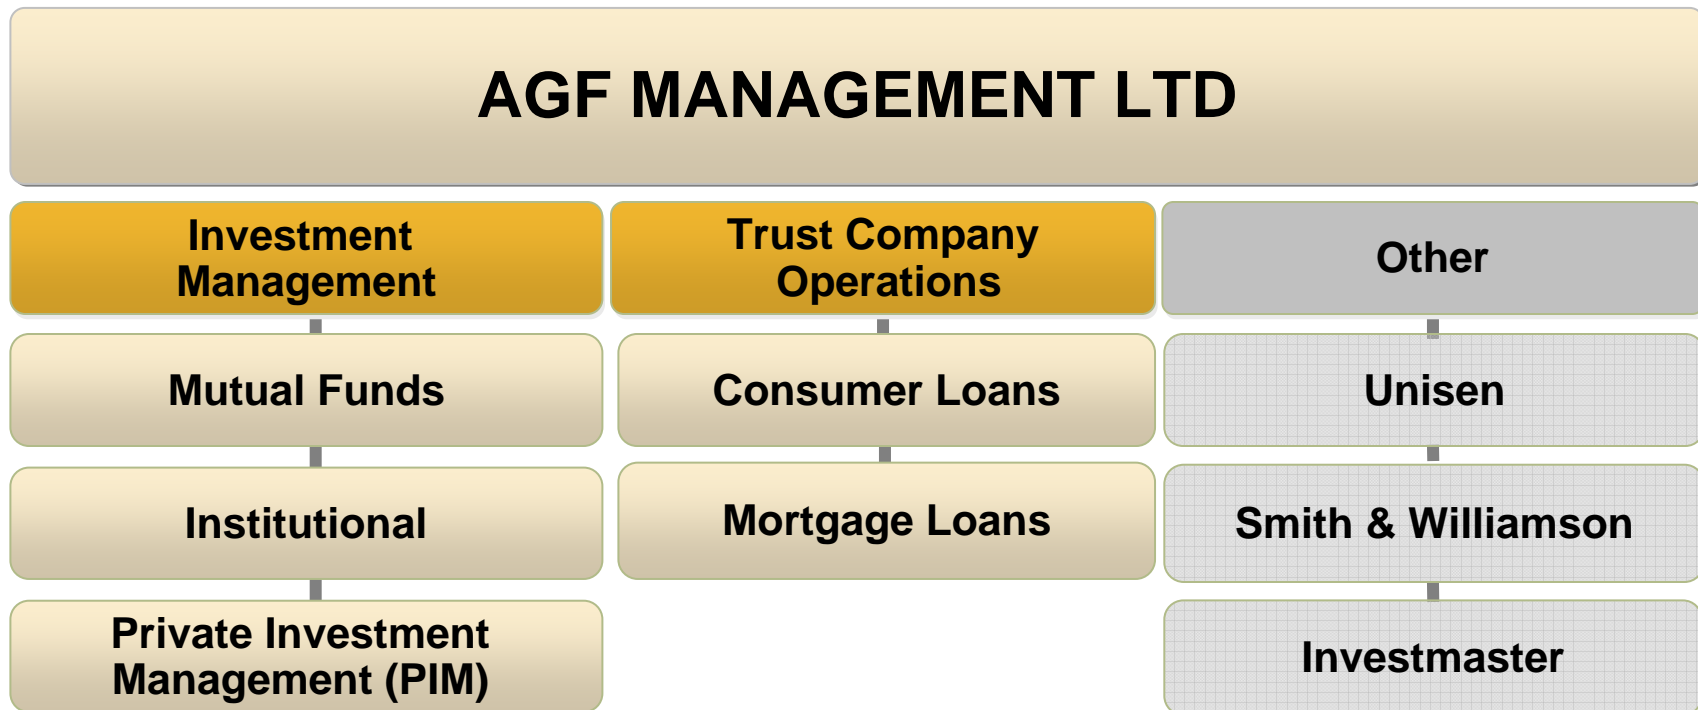 AGF MANAGEMENT LTD
Investment
Management
Mutual Funds
Institutional
Private Investment
Management (PIM)
Trust Company
Operations
Consumer Loans
Mortgage Loans
Other
Unisen
Smith & Williamson
Investmaster